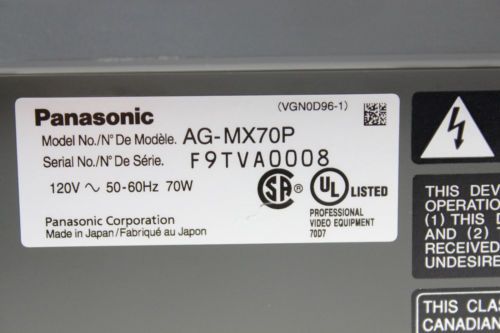 Panasonic
(VGN0D96-1)
Model No./N° De Modèle. AG-MX70P
Serial No./N° De Série. F9TVA0008
120V ∿ 50-60Hz 70W
SA ®
UL ® LISTED
PROFESSIONAL
VIDEO EQUIPMENT
70D7
Panasonic Corporation
Made in Japan/Fabriqué au Japon
THIS DEV
OPERATION
(1) THIS D
AND (2)
RECEIVED
UNDESIRE
THIS CLAS
CANADIAN